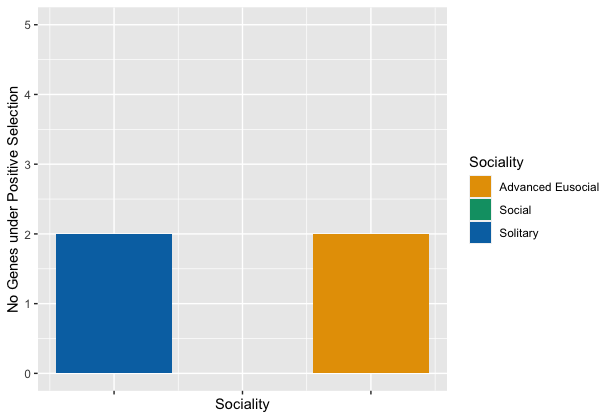 5
4
3
2
1
0
No Genes under Positive Selection
Sociality
Sociality
Advanced Eusocial
Social
Solitary